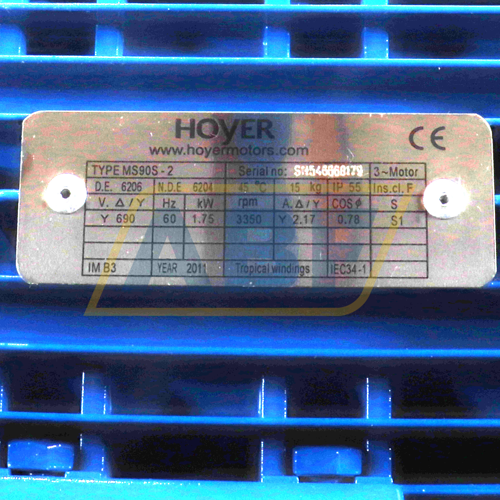 HOYER
www.hoyermotors.com
CE
TYPE MS90S - 2 Serial no: SN546668179 3~Motor
D.E. 6206 N.D.E 6204 45 °C 15 kg IP 55 Ins.cl. F
V. Δ/Y Hz kW rpm A.Δ/Y COSφ S
Y 690 60 1.75 3350 Y 2.17 0.78 S1
IM B3 YEAR 2011 Tropical windings IEC34-1